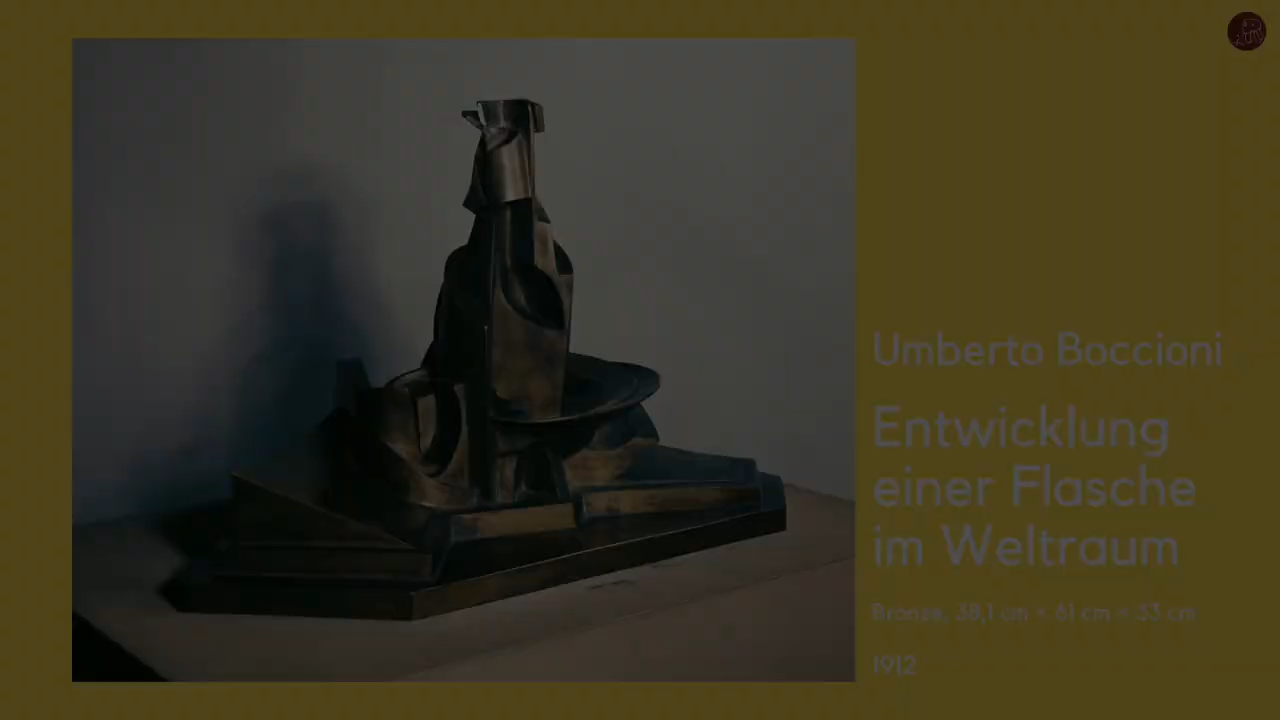 Umberto Boccioni
Entwicklung
einer Flasche
im Weltraum
Bronze, 38,1 cm × 61 cm × 33 cm
1912